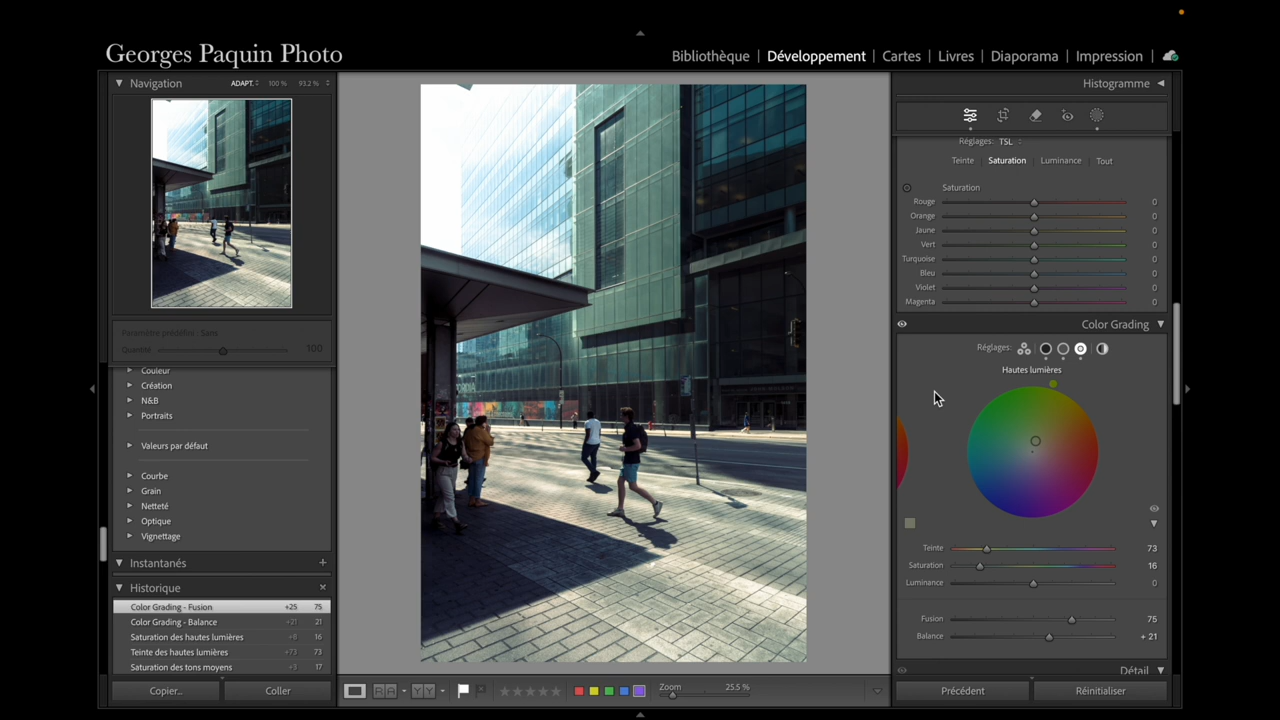 Georges Paquin Photo
Bibliothèque | Développement | Cartes | Livres | Diaporama | Impression |
Navigation ADAPT. 100 % 93.2 %
Paramètre prédéfini : Sans
Quantité 100
Couleur
Création
N&B
Portraits
Valeurs par défaut
Courbe
Grain
Netteté
Optique
Vignettage
Instantanés +
Historique ×
Color Grading - Fusion +25 75
Color Grading - Balance +21 21
Saturation des hautes lumières +8 16
Teinte des hautes lumières +73 73
Saturation des tons moyens +3 17
Copier... Coller
Zoom 25.5 %
Histogramme
Réglages: TSL
Teinte Saturation Luminance Tout
Saturation
Rouge 0
Orange 0
Jaune 0
Vert 0
Turquoise 0
Bleu 0
Violet 0
Magenta 0
Color Grading
Réglages:
Hautes lumières
Teinte 73
Saturation 16
Luminance 0
Fusion 75
Balance + 21
Détail
Précédent Réinitialiser